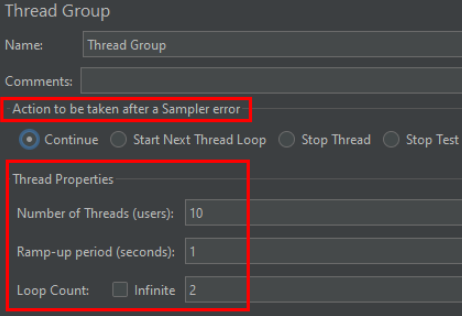 Thread Group
Name: Thread Group
Comments:
Action to be taken after a Sampler error
Continue Start Next Thread Loop Stop Thread Stop Test
Thread Properties
Number of Threads (users): 10
Ramp-up period (seconds): 1
Loop Count: Infinite 2